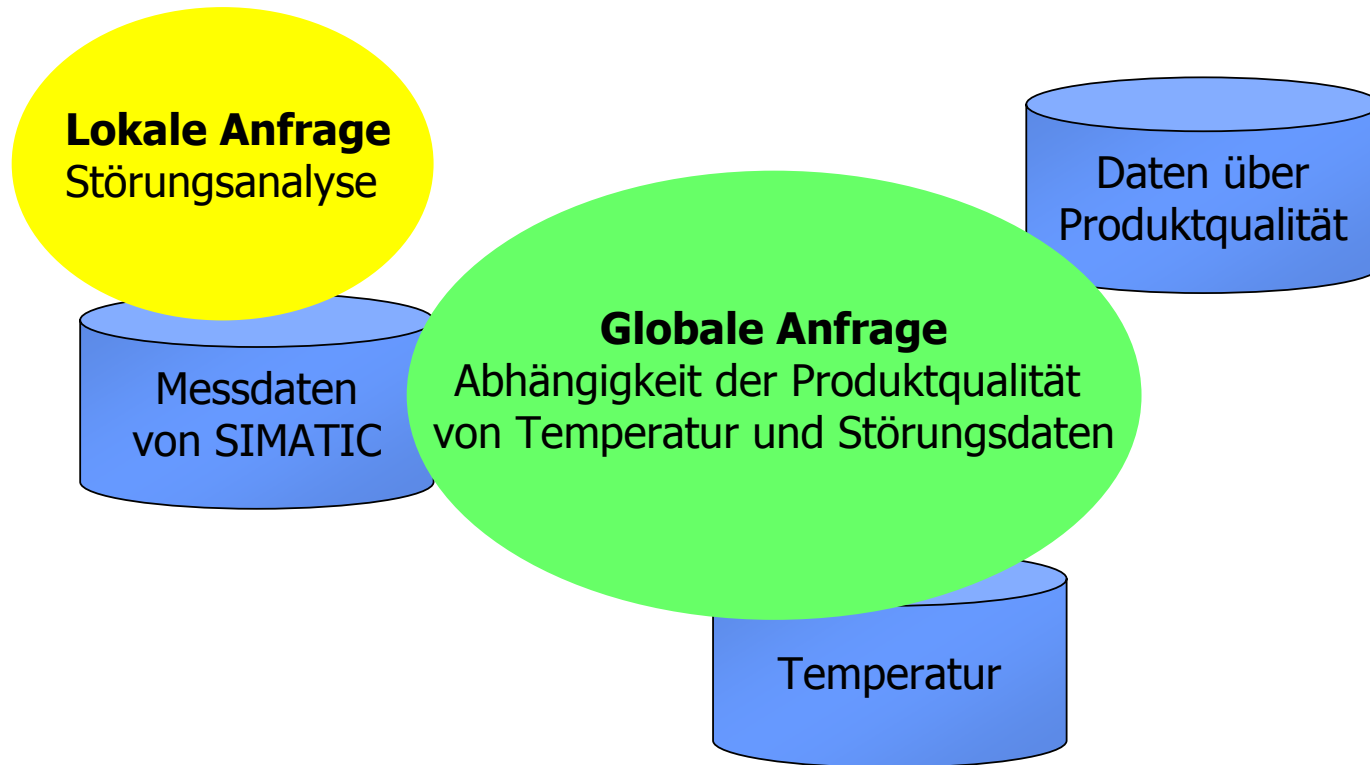 Lokale Anfrage
Störungsanalyse
Daten über
Produktqualität
Globale Anfrage
Abhängigkeit der Produktqualität
von Temperatur und Störungsdaten
Messdaten
von SIMATIC
Temperatur